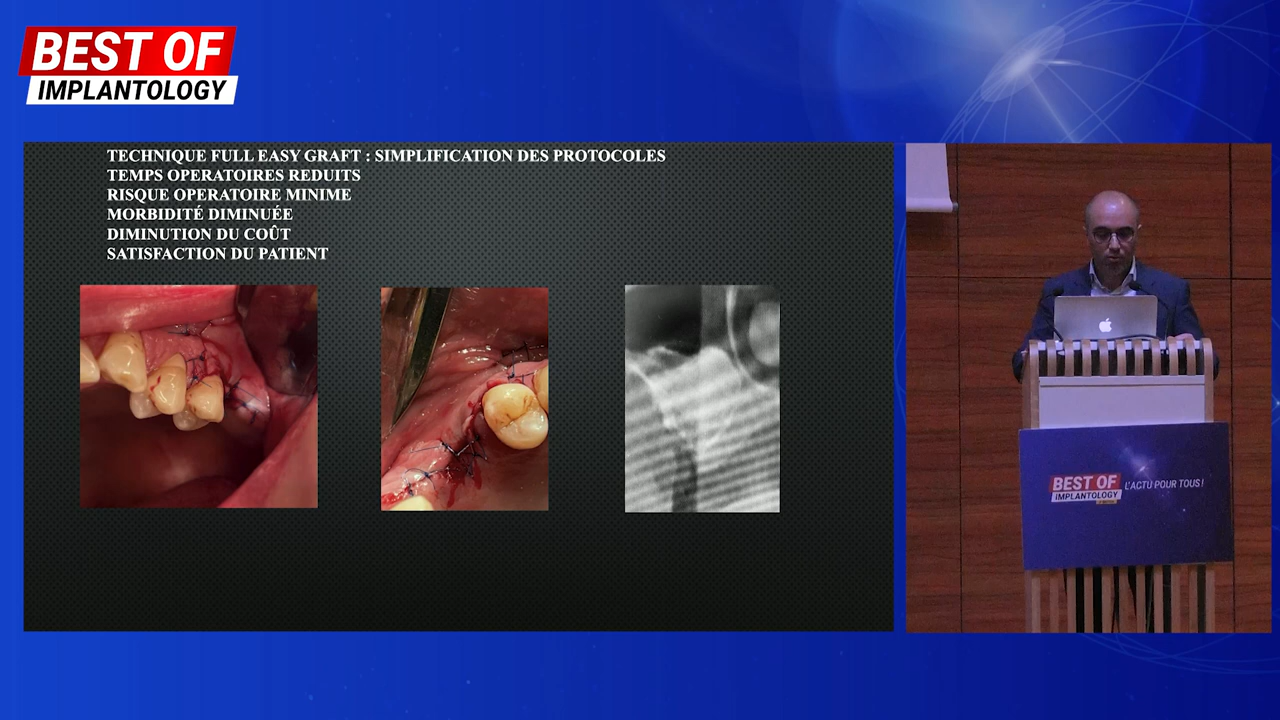 BEST OF
IMPLANTOLOGY
TECHNIQUE FULL EASY GRAFT : SIMPLIFICATION DES PROTOCOLES
TEMPS OPERATOIRES REDUITS
RISQUE OPERATOIRE MINIME
MORBIDITÉ DIMINUÉE
DIMINUTION DU COÛT
SATISFACTION DU PATIENT
BEST OF
IMPLANTOLOGY
L'ACTU POUR TOUS !